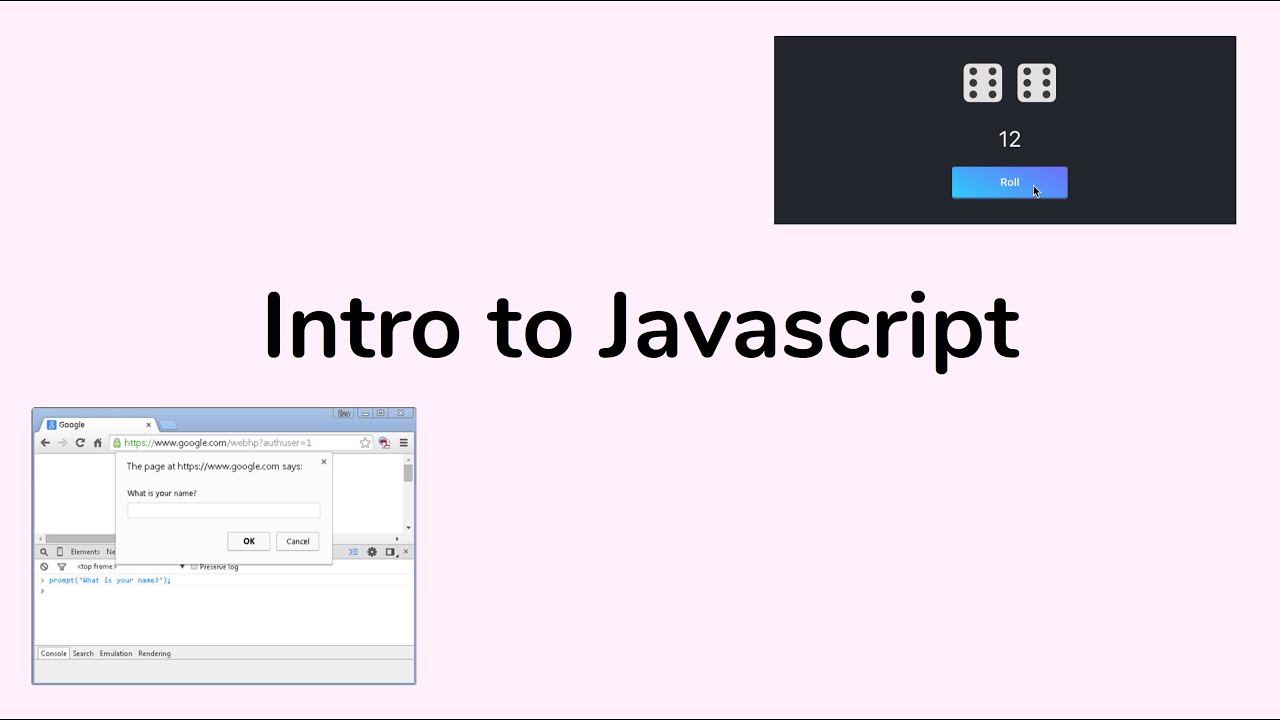 12
Roll
Intro to Javascript
Google
https://www.google.com/webhp?authuser=1
The page at https://www.google.com says:
What is your name?
OK Cancel
Elements
<top frame> Preserve log
> prompt("What is your name?");
>
Console Search Emulation Rendering